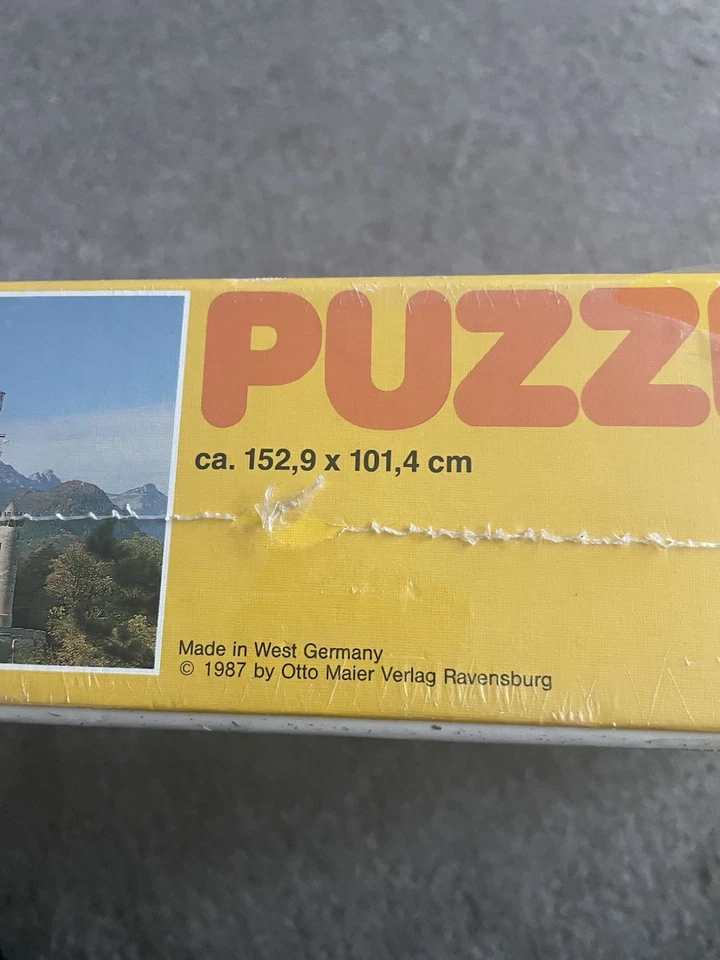 PUZZ
ca. 152,9 x 101,4 cm
Made in West Germany
© 1987 by Otto Maier Verlag Ravensburg